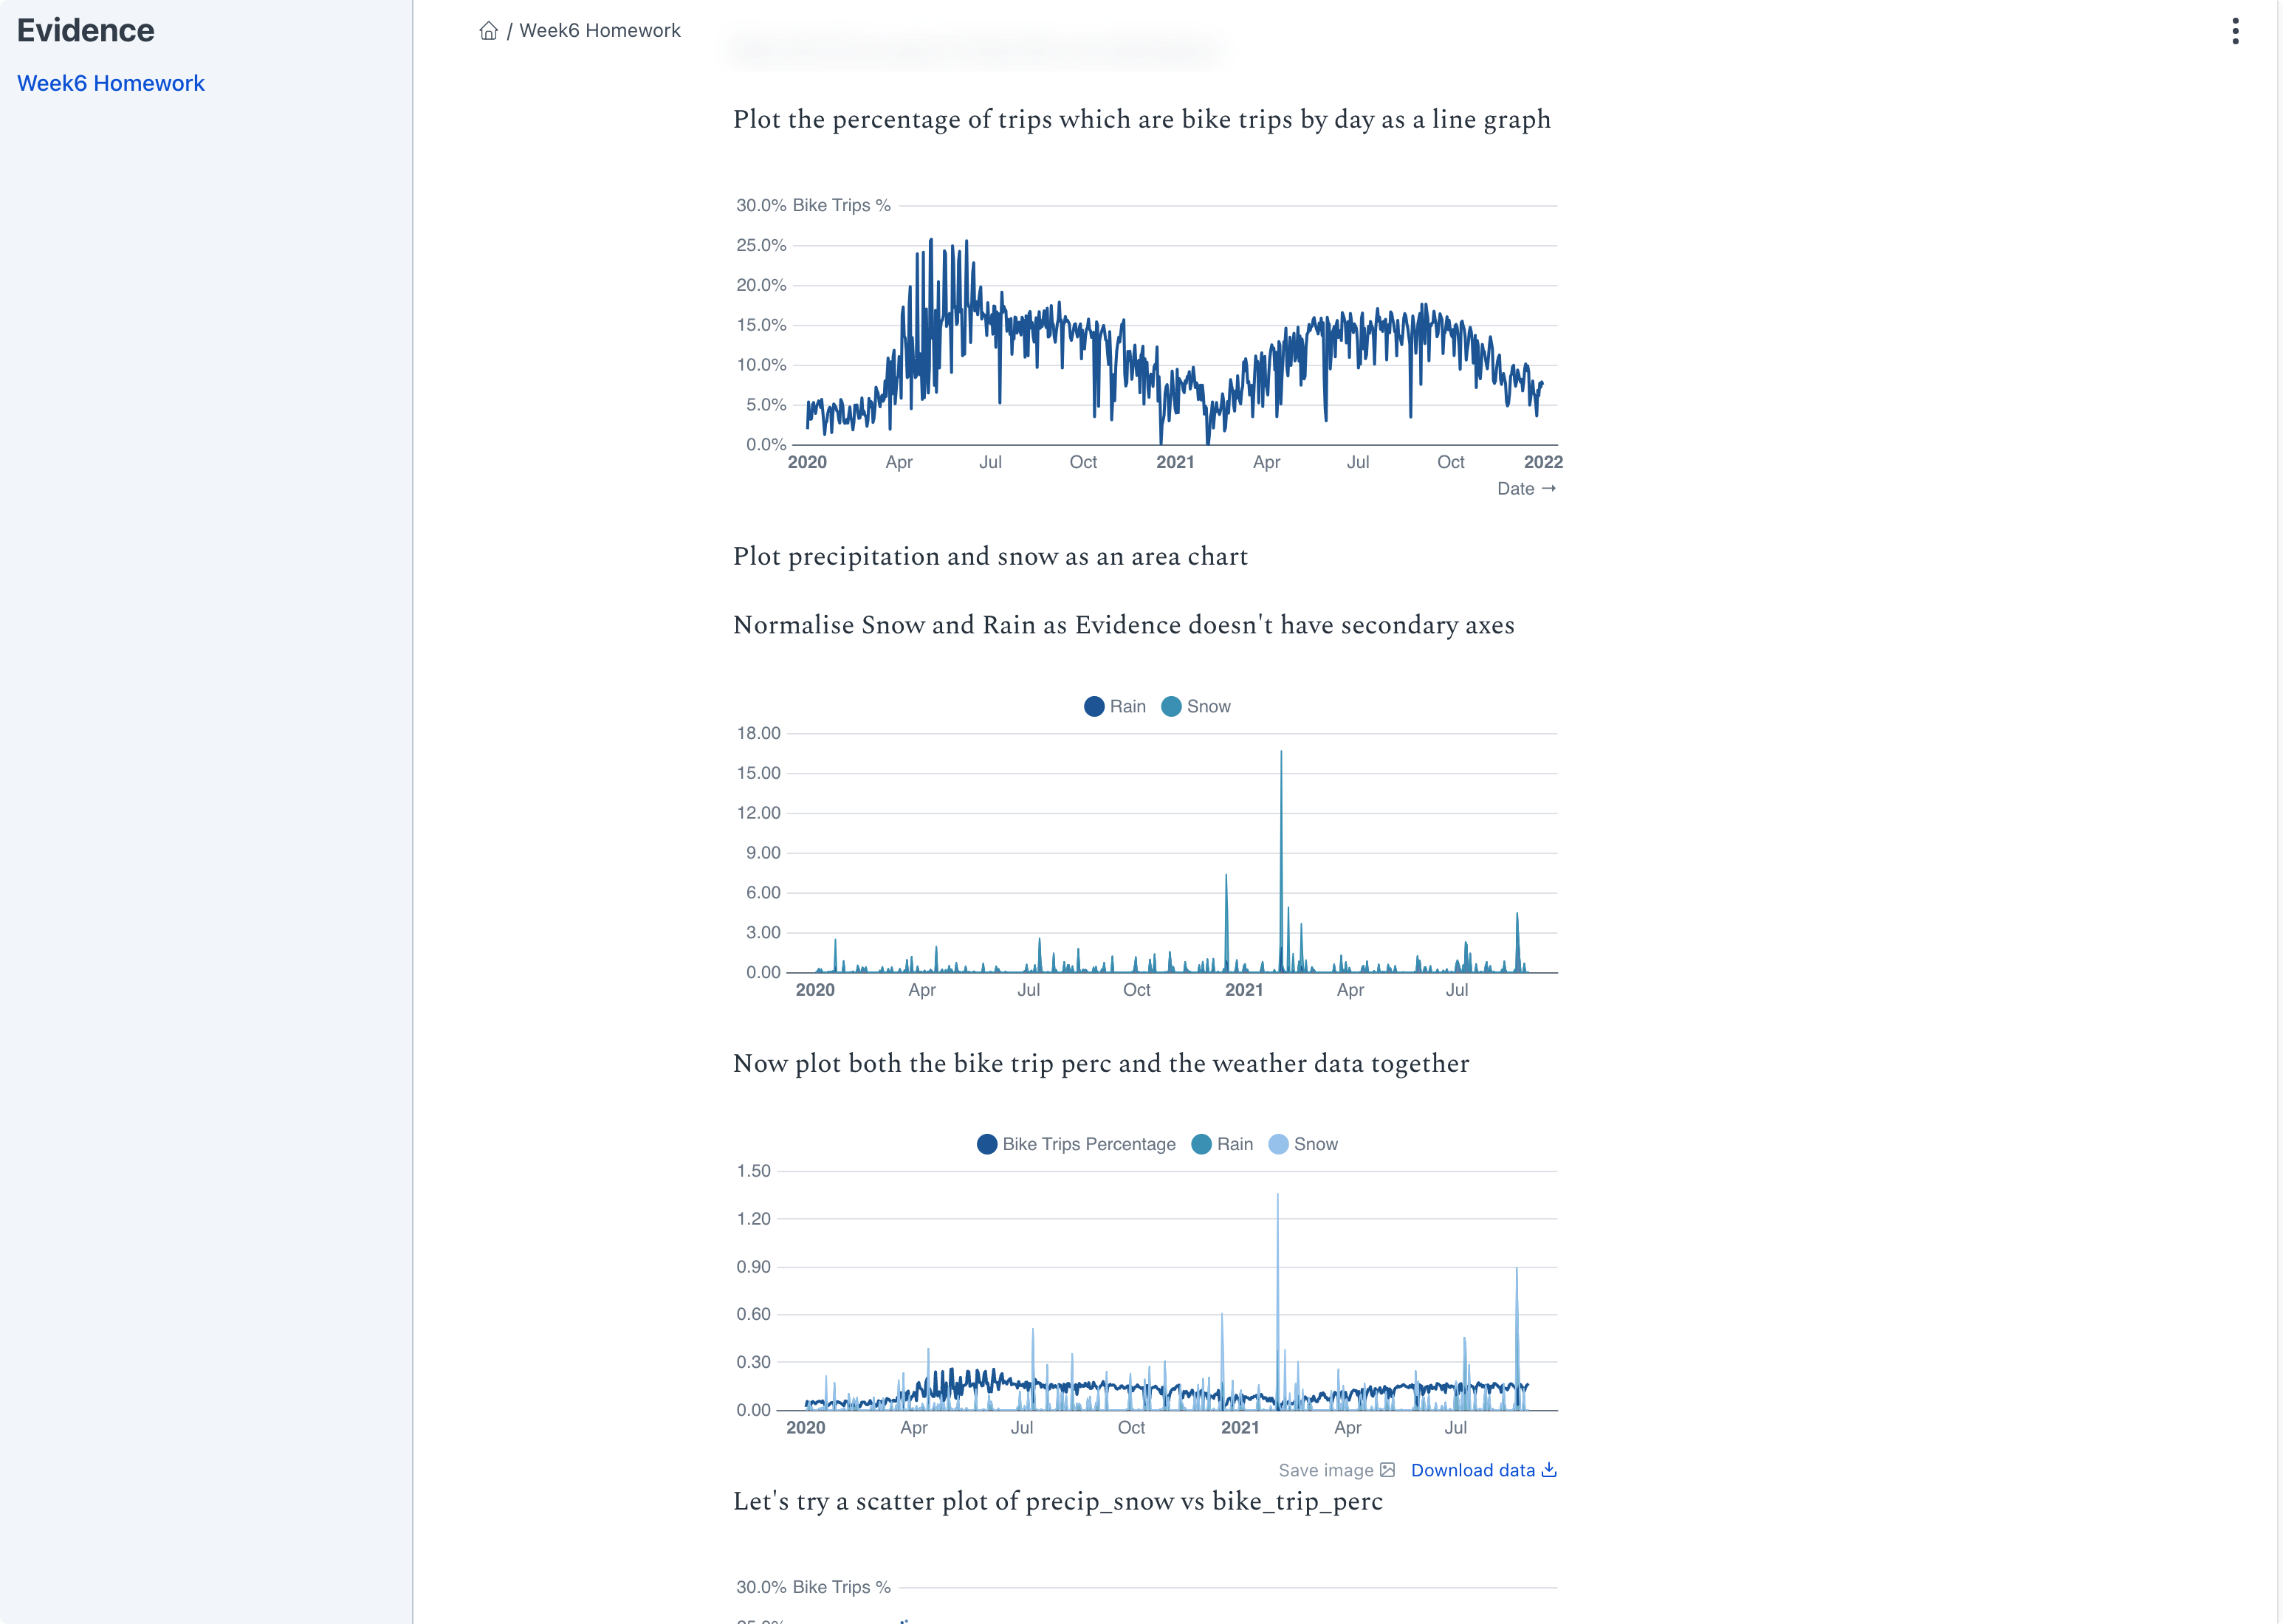 Evidence
Week6 Homework
/ Week6 Homework
Plot the percentage of trips which are bike trips by day as a line graph
30.0% Bike Trips %
25.0%
20.0%
15.0%
10.0%
5.0%
0.0%
2020 Apr Jul Oct 2021 Apr Jul Oct 2022
Date →
Plot precipitation and snow as an area chart
Normalise Snow and Rain as Evidence doesn't have secondary axes
Rain Snow
18.00
15.00
12.00
9.00
6.00
3.00
0.00
2020 Apr Jul Oct 2021 Apr Jul
Now plot both the bike trip perc and the weather data together
Bike Trips Percentage Rain Snow
1.50
1.20
0.90
0.60
0.30
0.00
2020 Apr Jul Oct 2021 Apr Jul
Save image Download data
Let's try a scatter plot of precip_snow vs bike_trip_perc
30.0% Bike Trips %